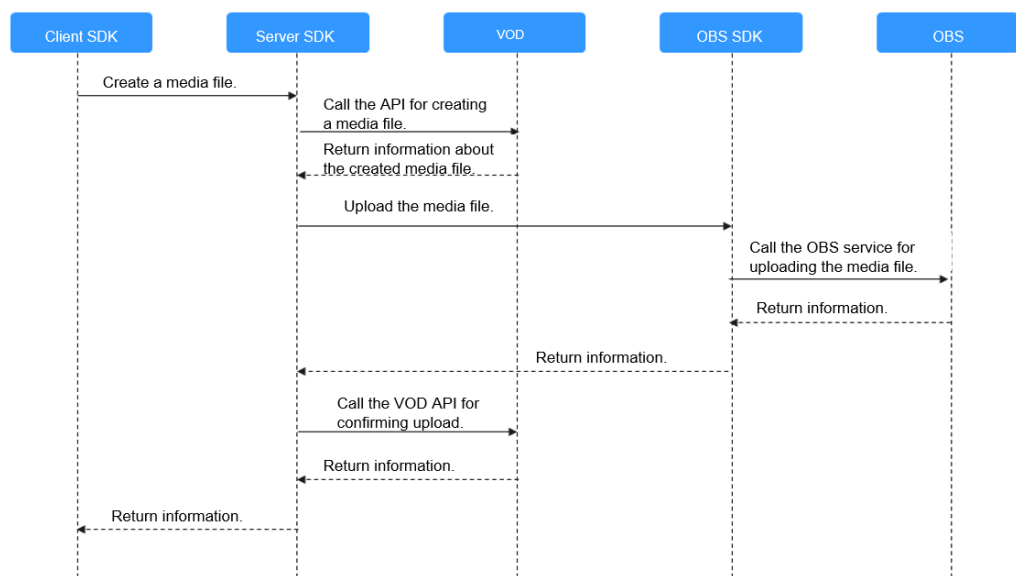 Client SDK
Server SDK
VOD
OBS SDK
OBS
Create a media file.
Call the API for creating
a media file.
Return information about
the created media file.
Upload the media file.
Call the OBS service for
uploading the media file.
Return information.
Return information.
Call the VOD API for
confirming upload.
Return information.
Return information.